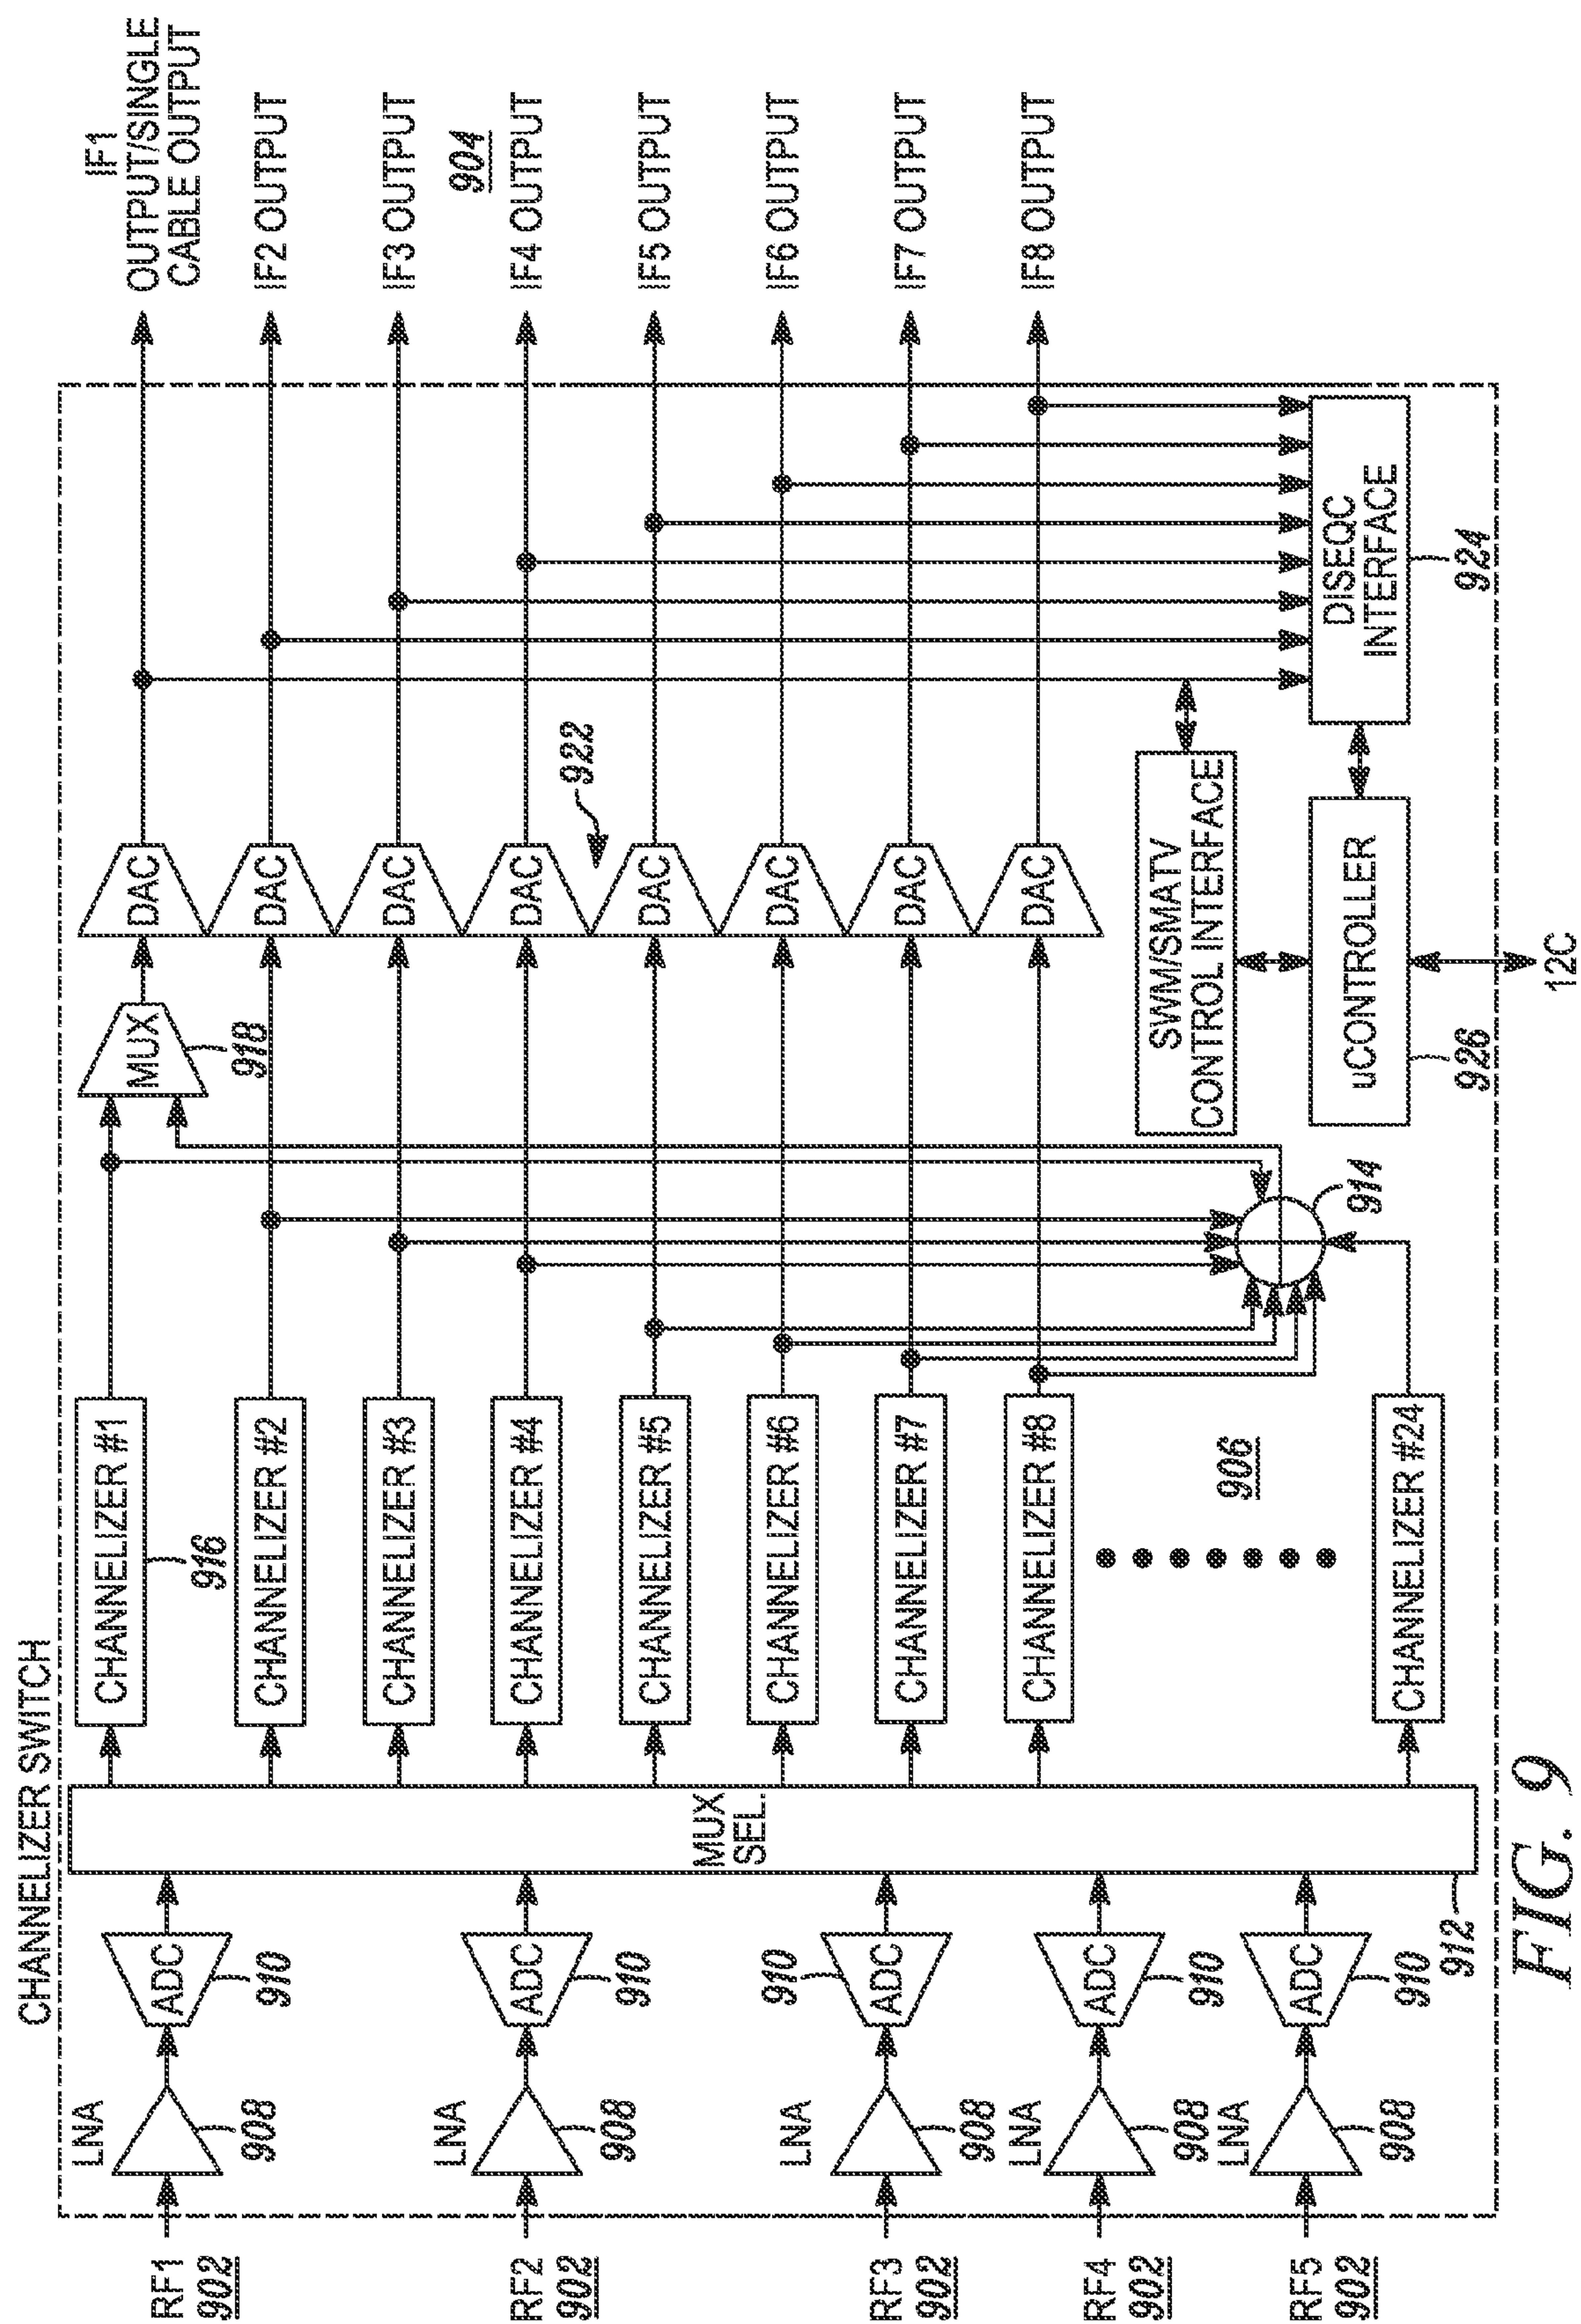 CHANNELIZER SWITCH
RF1
902
LNA
908
ADC
910
RF2
902
LNA
908
ADC
910
RF3
902
LNA
908
ADC
910
RF4
902
LNA
908
ADC
910
RF5
902
LNA
908
ADC
910
MUX
SEL.
912
CHANNELIZER #1
916
CHANNELIZER #2
CHANNELIZER #3
CHANNELIZER #4
CHANNELIZER #5
CHANNELIZER #6
CHANNELIZER #7
CHANNELIZER #8
906
CHANNELIZER #24
914
MUX
918
DAC
DAC
DAC
DAC
922
DAC
DAC
DAC
DAC
SWM/SMATV
CONTROL INTERFACE
uCONTROLLER
926
12C
DISEQC
INTERFACE
924
IF1
OUTPUT/SINGLE
CABLE OUTPUT
IF2 OUTPUT
IF3 OUTPUT
904
IF4 OUTPUT
IF5 OUTPUT
IF6 OUTPUT
IF7 OUTPUT
IF8 OUTPUT
FIG. 9